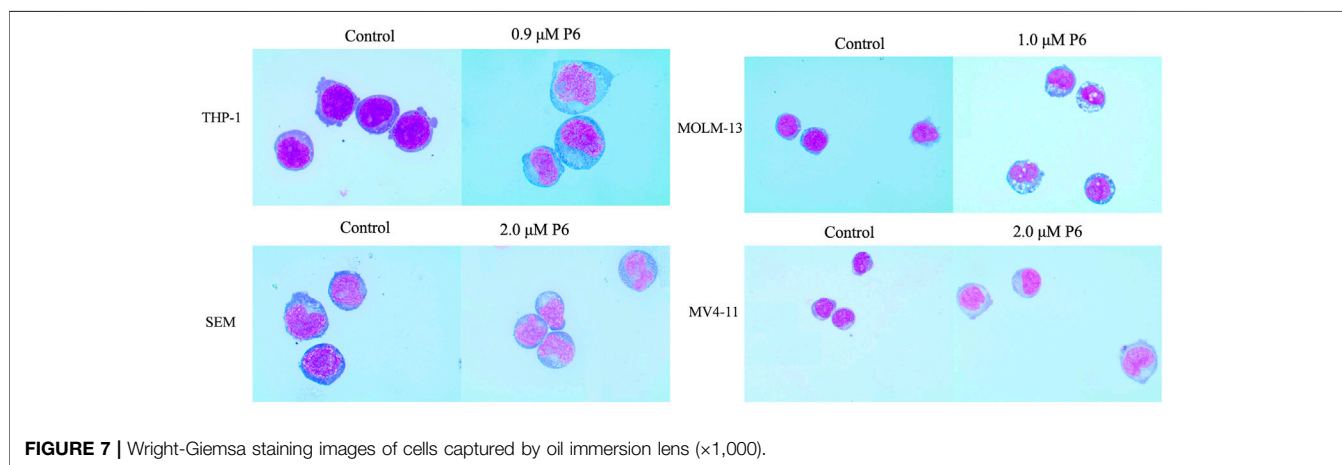 Control 0.9 μM P6
THP-1
Control 1.0 μM P6
MOLM-13
Control 2.0 μM P6
SEM
Control 2.0 μM P6
MV4-11
FIGURE 7 | Wright-Giemsa staining images of cells captured by oil immersion lens (×1,000).